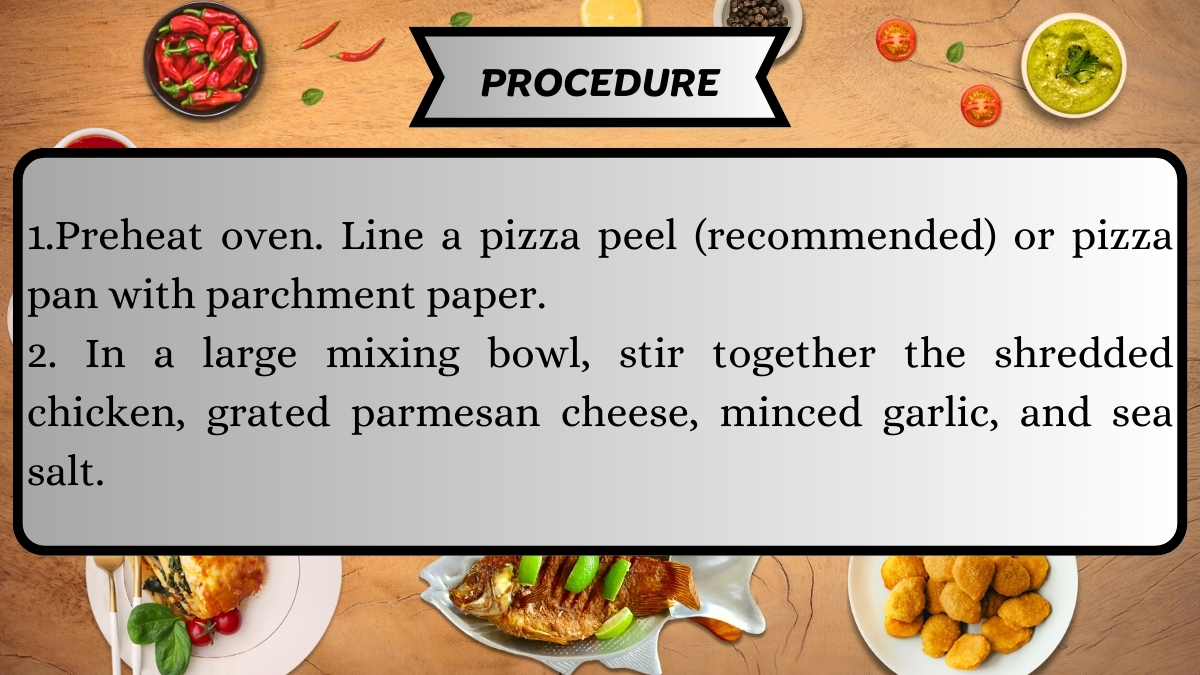 PROCEDURE
1.Preheat oven. Line a pizza peel (recommended) or pizza
pan with parchment paper.
2. In a large mixing bowl, stir together the shredded
chicken, grated parmesan cheese, minced garlic, and sea
salt.